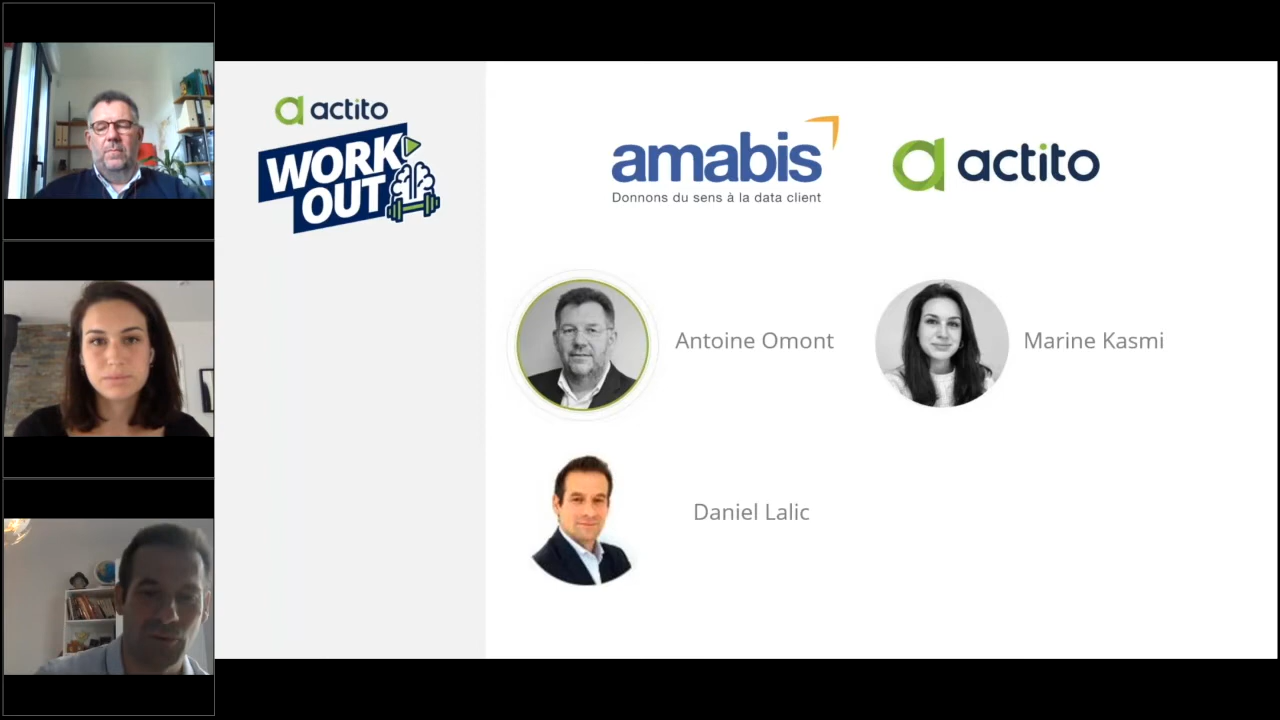 actito
WORK
OUT
amabis
Donnons du sens à la data client
actito
Antoine Omont
Marine Kasmi
Daniel Lalic